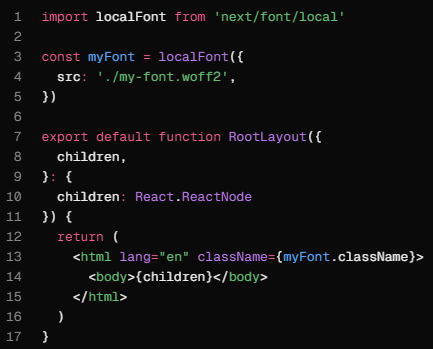 1 import localFont from 'next/font/local'
2
3 const myFont = localFont({
4   src: './my-font.woff2',
5 })
6
7 export default function RootLayout({
8   children,
9 }: {
10   children: React.ReactNode
11 }) {
12   return (
13     <html lang="en" className={myFont.className}>
14       <body>{children}</body>
15     </html>
16   )
17 }